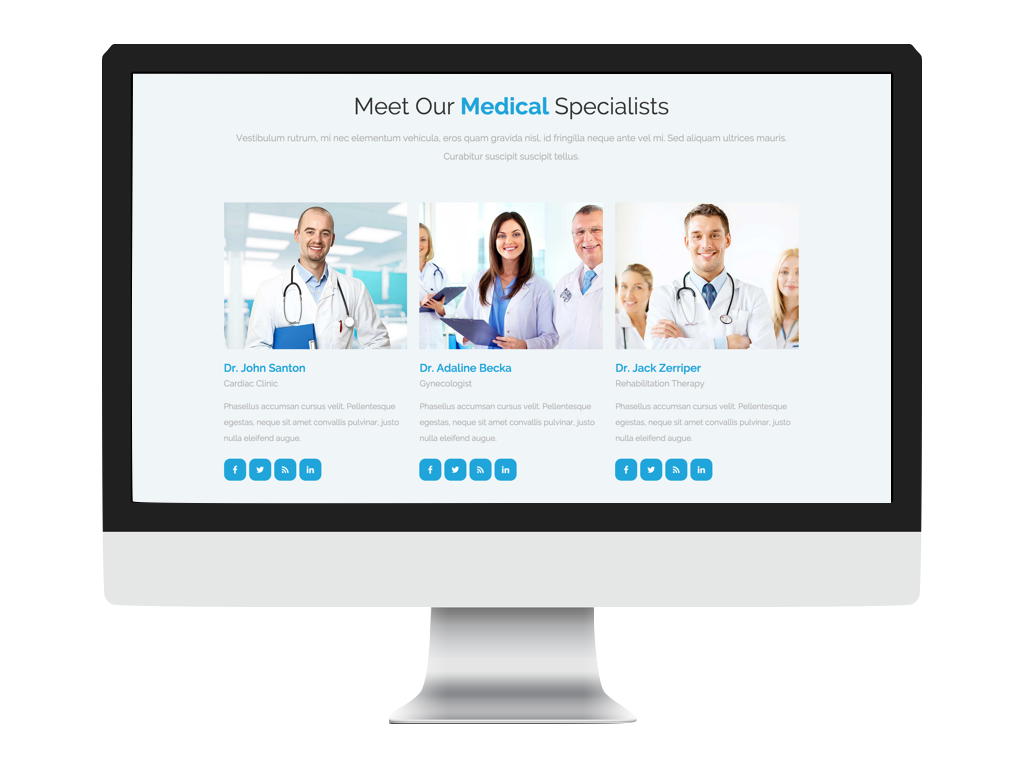 Meet Our Medical Specialists
Vestibulum rutrum, mi nec elementum vehicula, eros quam gravida nisl, id fringilla neque ante vel mi. Sed aliquam ultrices mauris.
Curabitur suscipit suscipit tellus.
Dr. John Santon
Cardiac Clinic
Phasellus accumsan cursus velit. Pellentesque
egestas, neque sit amet convallis pulvinar, justo
nulla eleifend augue.
Dr. Adaline Becka
Gynecologist
Phasellus accumsan cursus velit. Pellentesque
egestas, neque sit amet convallis pulvinar, justo
nulla eleifend augue.
Dr. Jack Zerriper
Rehabilitation Therapy
Phasellus accumsan cursus velit. Pellentesque
egestas, neque sit amet convallis pulvinar, justo
nulla eleifend augue.